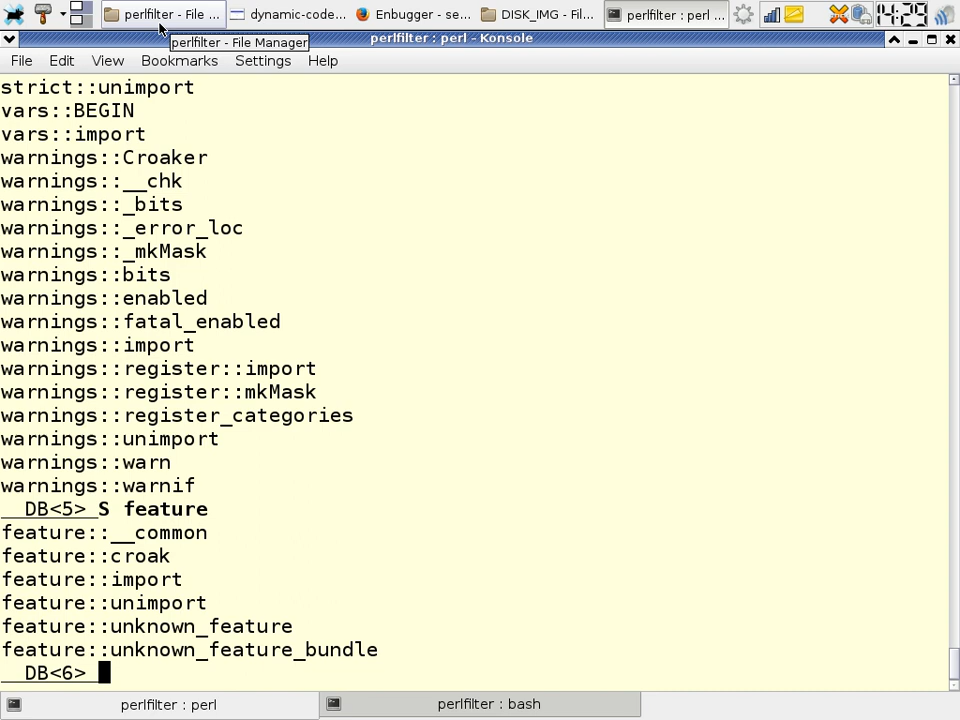 perlfilter - File ...
dynamic-code...
Enbugger - se...
DISK_IMG - Fil...
perlfilter : perl ...
14:29
perlfilter - File Manager
perlfilter : perl - Konsole
File Edit View Bookmarks Settings Help
strict::unimport
vars::BEGIN
vars::import
warnings::Croaker
warnings::__chk
warnings::_bits
warnings::_error_loc
warnings::_mkMask
warnings::bits
warnings::enabled
warnings::fatal_enabled
warnings::import
warnings::register::import
warnings::register::mkMask
warnings::register_categories
warnings::unimport
warnings::warn
warnings::warnif
  DB<5> S feature
feature::__common
feature::croak
feature::import
feature::unimport
feature::unknown_feature
feature::unknown_feature_bundle
  DB<6>
perlfilter : perl
perlfilter : bash